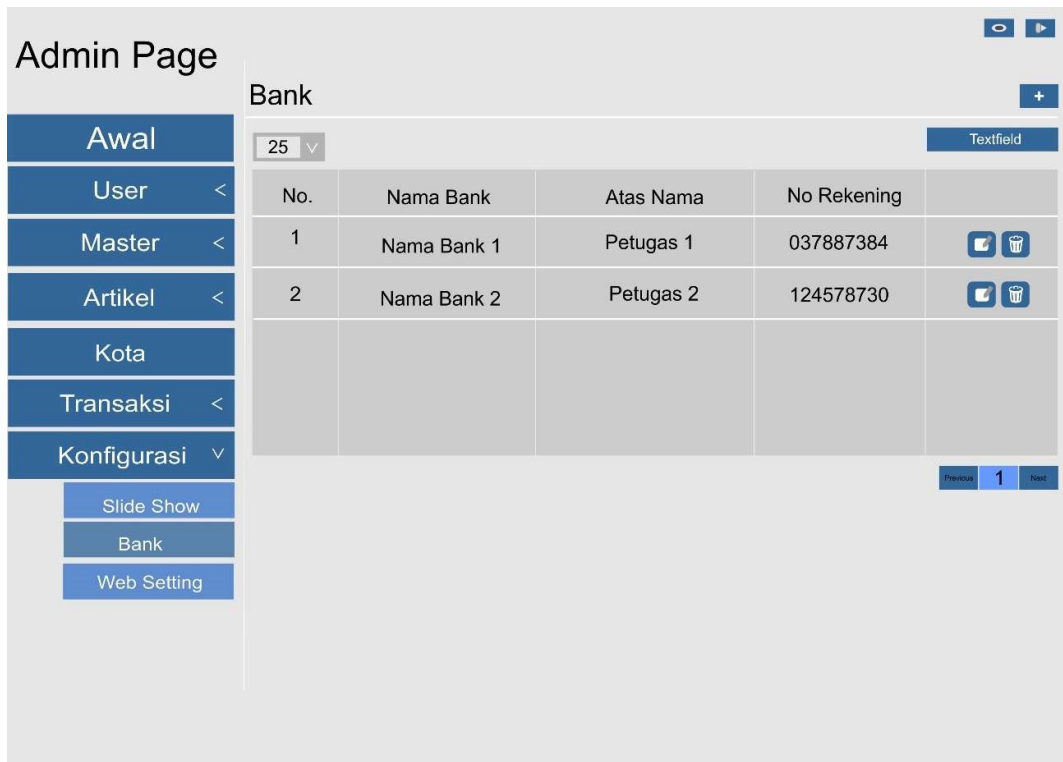 Admin Page
Bank
+
Awal
25
Textfield
User <
Master <
Artikel <
Kota
Transaksi <
Konfigurasi
Slide Show
Bank
Web Setting
No. Nama Bank Atas Nama No Rekening
1 Nama Bank 1 Petugas 1 037887384
2 Nama Bank 2 Petugas 2 124578730
Previous 1 Next